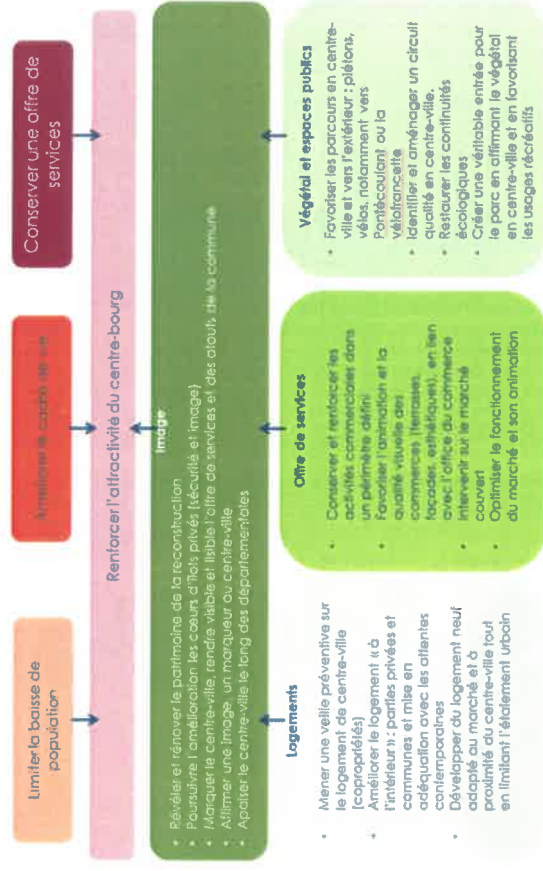 Limiter la baisse de
population
Améliorer le cadre de vie
Conserver une offre de
services
Renforcer l'attractivité du centre-bourg
Image
• Révéler et rénover le patrimoine de la reconstruction
• Poursuivre l'amélioration les cœurs d'îlots privés (sécurité et image)
• Marquer le centre-ville, rendre visible et lisible l'offre de services et des atouts de la commune
• Affirmer une image, un marqueur au centre-ville
• Apaiser le centre-ville le long des départementales
Logements
• Mener une veille préventive sur
le logement de centre-ville
(copropriétés)
• Améliorer le logement « à
l'intérieur » : parties privées et
communes et mise en
adéquation avec les attentes
contemporaines
• Développer du logement neuf
adapté au marché et à
proximité du centre-ville tout
en limitant l'étalement urbain
Offre de services
• Conserver et renforcer les
activités commerciales dans
un périmètre défini
• Favoriser l'animation et la
qualité visuelle des
commerces (terrasses,
façades, esthétiques), en lien
avec l'office du commerce
• Intervenir sur le marché
couvert
• Optimiser le fonctionnement
du marché et son animation
Végétal et espaces publics
• Favoriser les parcours en centre-
ville et vers l'extérieur : piétons,
vélos, notamment vers
Pontécoulant ou la
vélofrancette
• Identifier et aménager un circuit
qualité en centre-ville,
• Restaurer les continuités
écologiques
• Créer une véritable entrée pour
le parc en affirmant le végétal
en centre-ville et en favorisant
les usages récréatifs